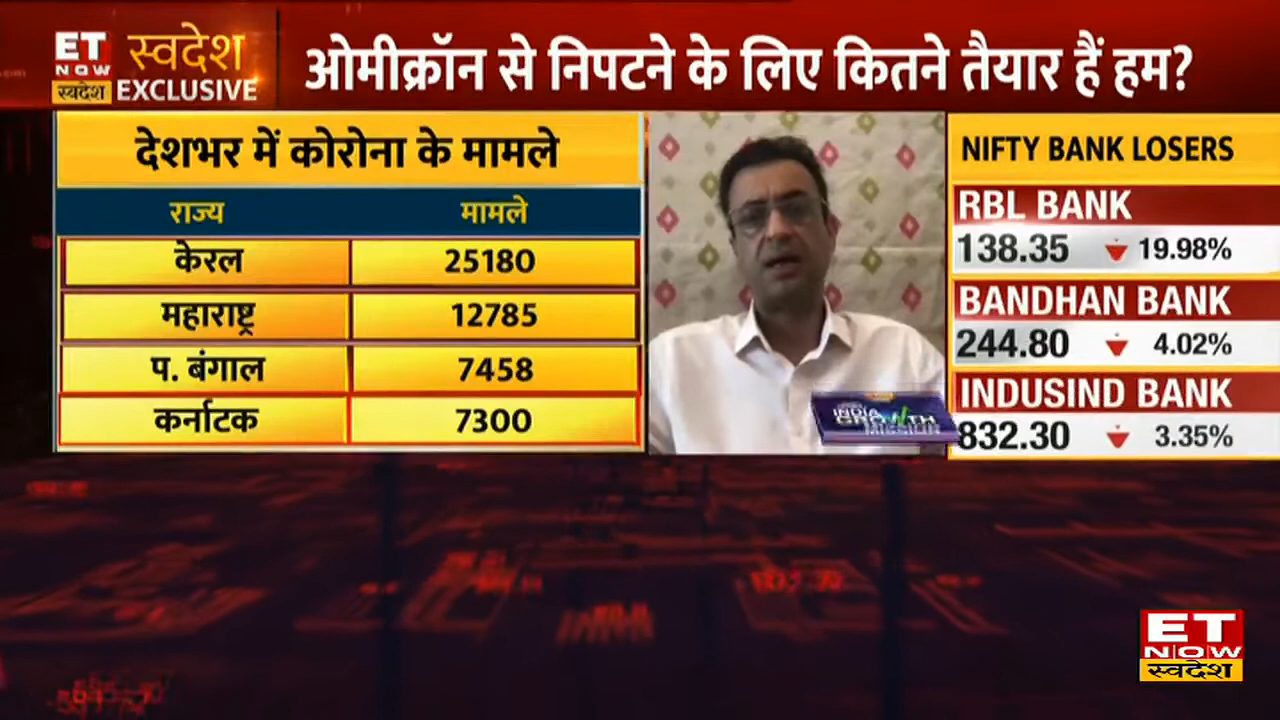 ET
NOW
स्वदेश
स्वदेश
EXCLUSIVE
ओमीक्रॉन से निपटने के लिए कितने तैयार हैं हम?
देशभर में कोरोना के मामले
राज्य मामले
केरल 25180
महाराष्ट्र 12785
प. बंगाल 7458
कर्नाटक 7300
INDIA
GROWTH
MISSION
NIFTY BANK LOSERS
RBL BANK
138.35 19.98%
BANDHAN BANK
244.80 4.02%
INDUSIND BANK
832.30 3.35%
ET
NOW
स्वदेश